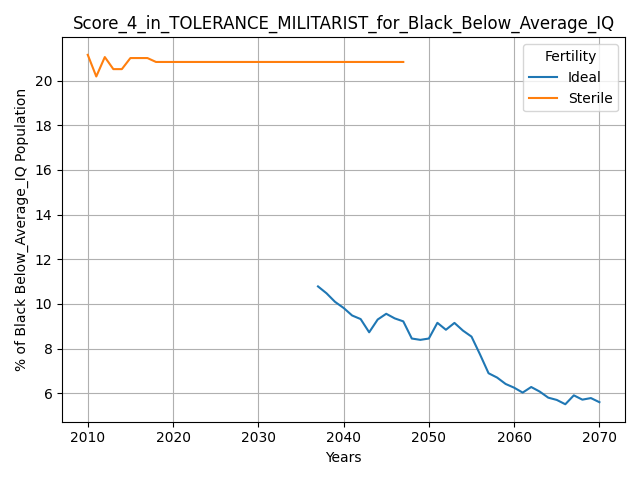 Score_4_in_TOLERANCE_MILITARIST_for_Black_Below_Average_IQ
% of Black Below_Average_IQ Population
20
18
16
14
12
10
8
6
Fertility
Ideal
Sterile
2010 2020 2030 2040 2050 2060 2070
Years